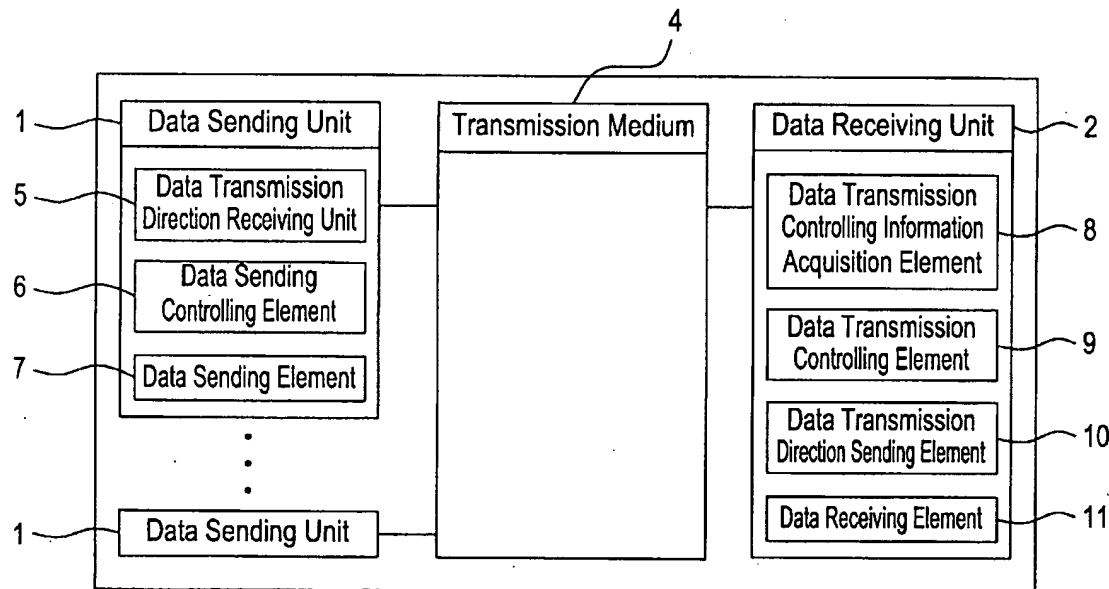 4
1
Data Sending Unit
5
Data Transmission
Direction Receiving Unit
6
Data Sending
Controlling Element
7
Data Sending Element
1
Data Sending Unit
Transmission Medium
Data Receiving Unit
2
Data Transmission
Controlling Information
Acquisition Element
8
Data Transmission
Controlling Element
9
Data Transmission
Direction Sending Element
10
Data Receiving Element
11